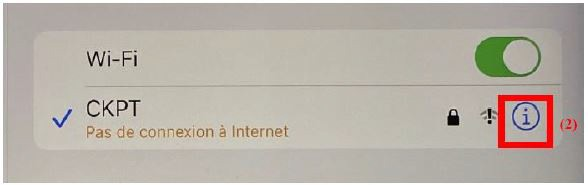 Wi-Fi
CKPT
Pas de connexion à Internet
(2)